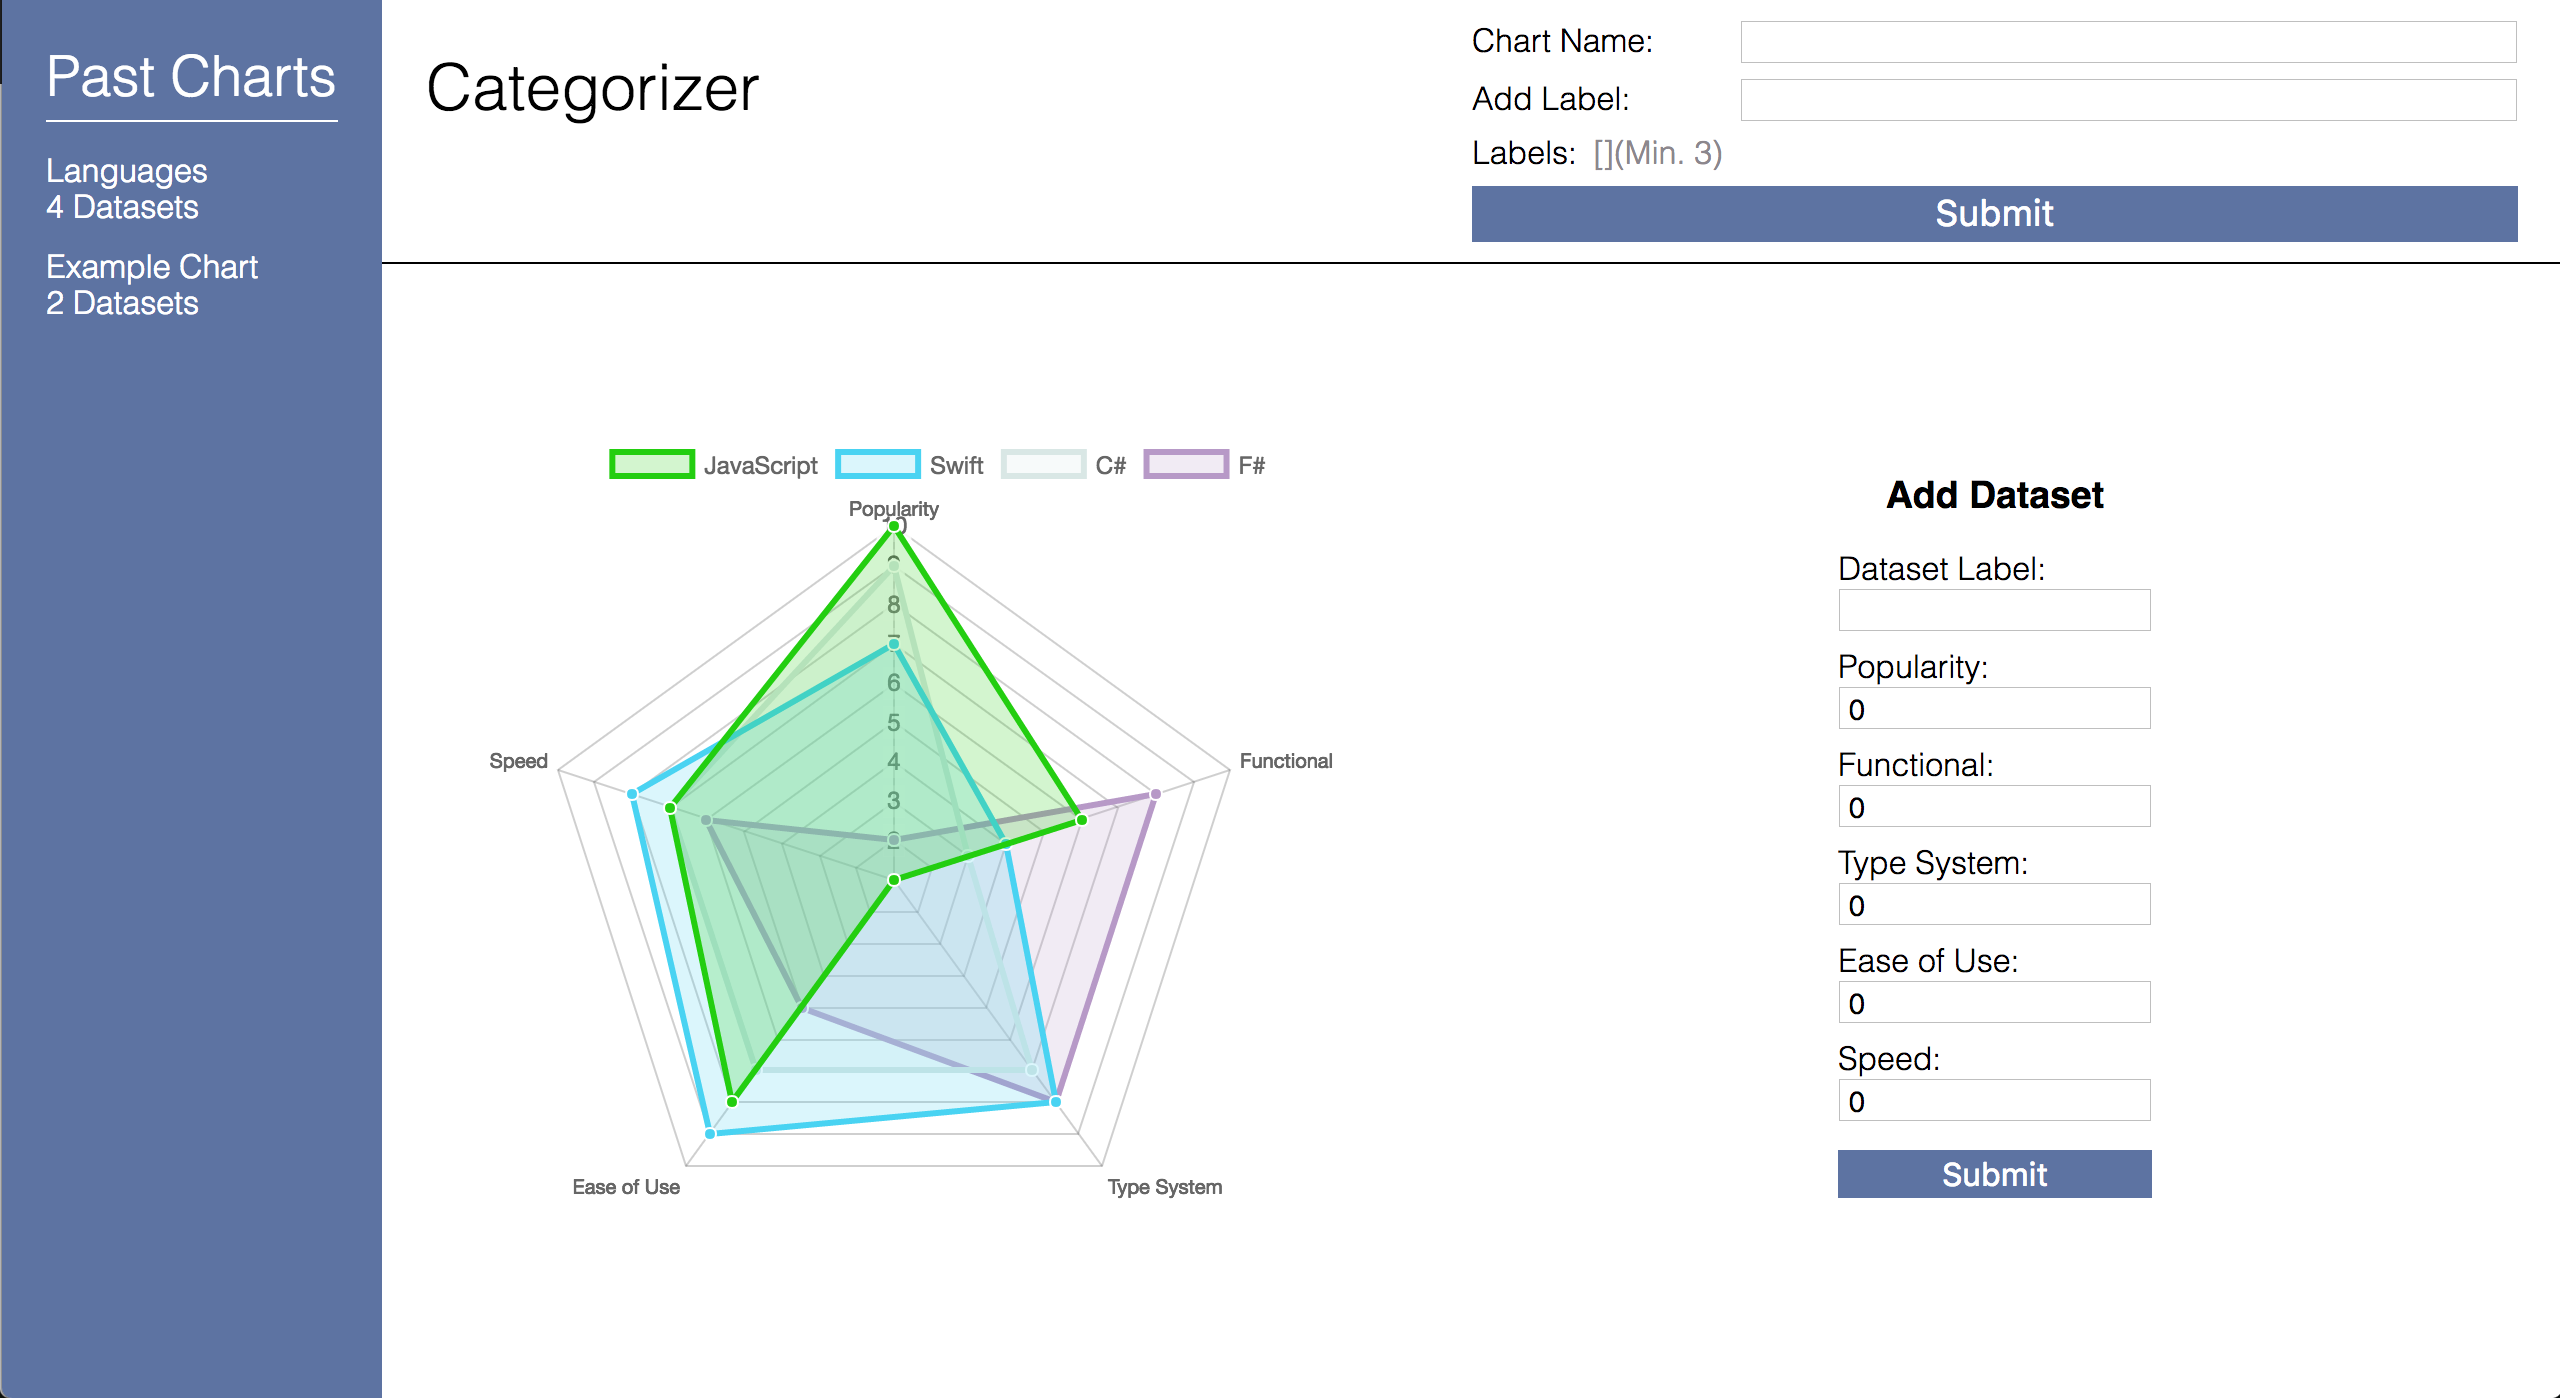 Past Charts
Languages
4 Datasets
Example Chart
2 Datasets
Categorizer
Chart Name:
Add Label:
Labels: [](Min. 3)
Submit
JavaScript Swift C# F#
Popularity
8
6
5
4
3
Speed
Functional
Ease of Use
Type System
Add Dataset
Dataset Label:
Popularity:
0
Functional:
0
Type System:
0
Ease of Use:
0
Speed:
0
Submit